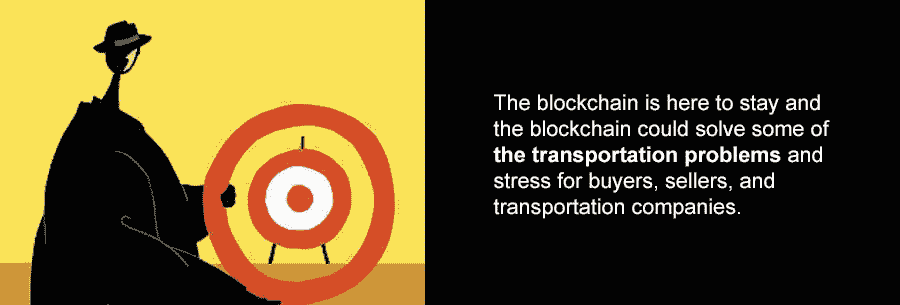 The blockchain is here to stay and
the blockchain could solve some of
the transportation problems and
stress for buyers, sellers, and
transportation companies.